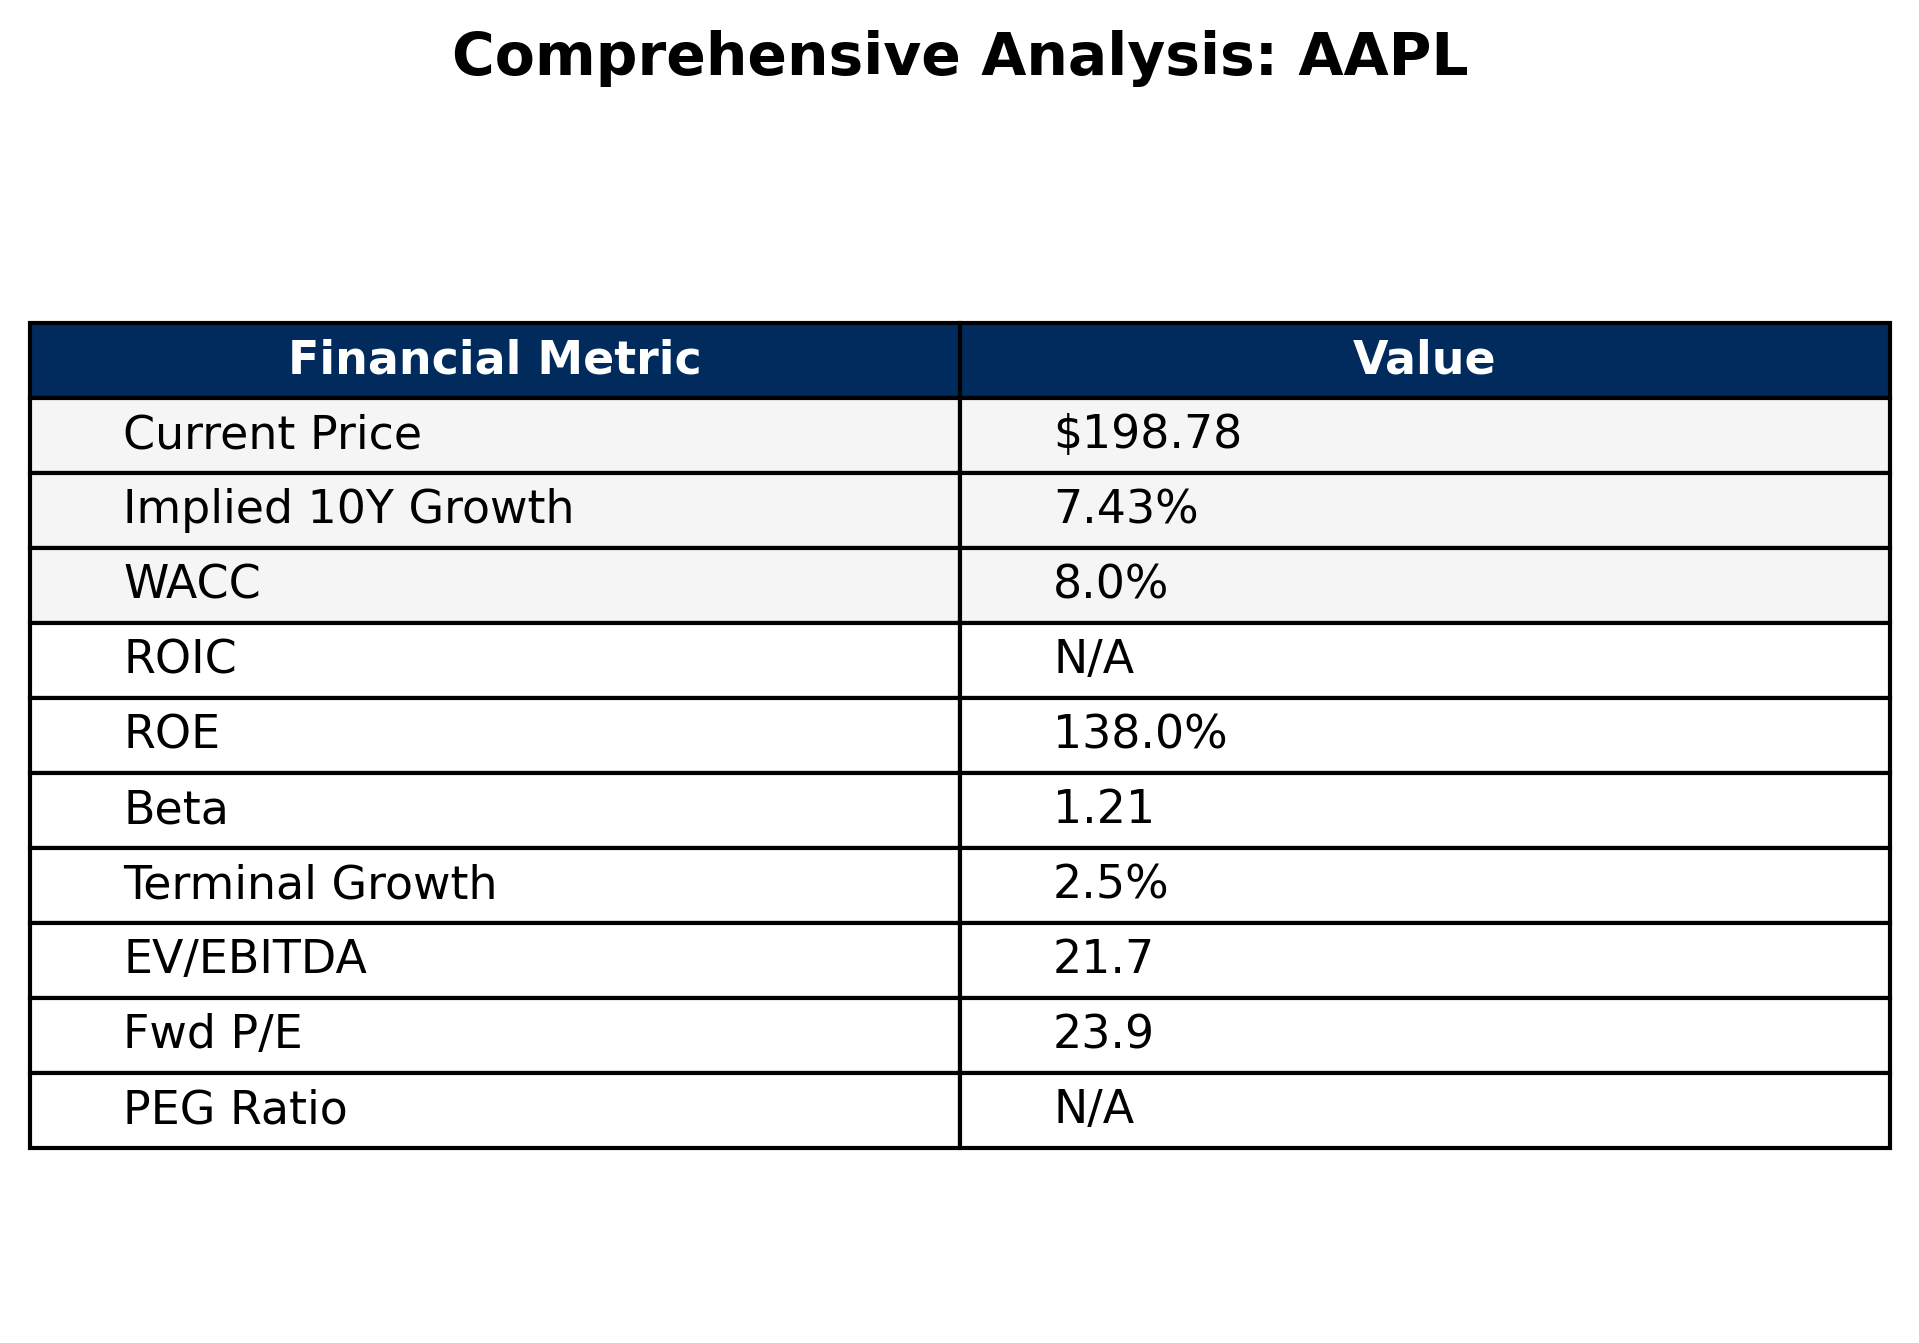 Comprehensive Analysis: AAPL
Financial Metric Value
Current Price $198.78
Implied 10Y Growth 7.43%
WACC 8.0%
ROIC N/A
ROE 138.0%
Beta 1.21
Terminal Growth 2.5%
EV/EBITDA 21.7
Fwd P/E 23.9
PEG Ratio N/A